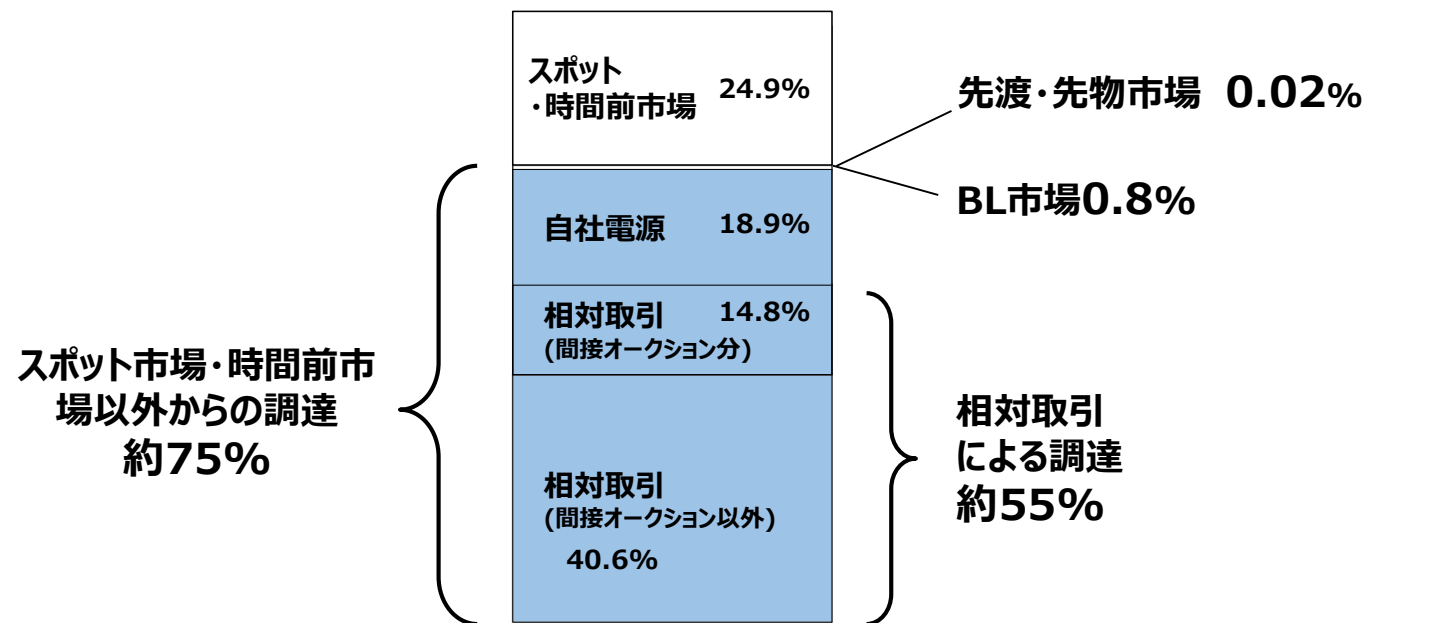 スポット
・時間前市場
24.9%
先渡・先物市場 0.02%
BL市場0.8%
自社電源 18.9%
相対取引 14.8%
(間接オークション分)
スポット市場・時間前市
場以外からの調達
約75%
相対取引
(間接オークション以外)
40.6%
相対取引
による調達
約55%